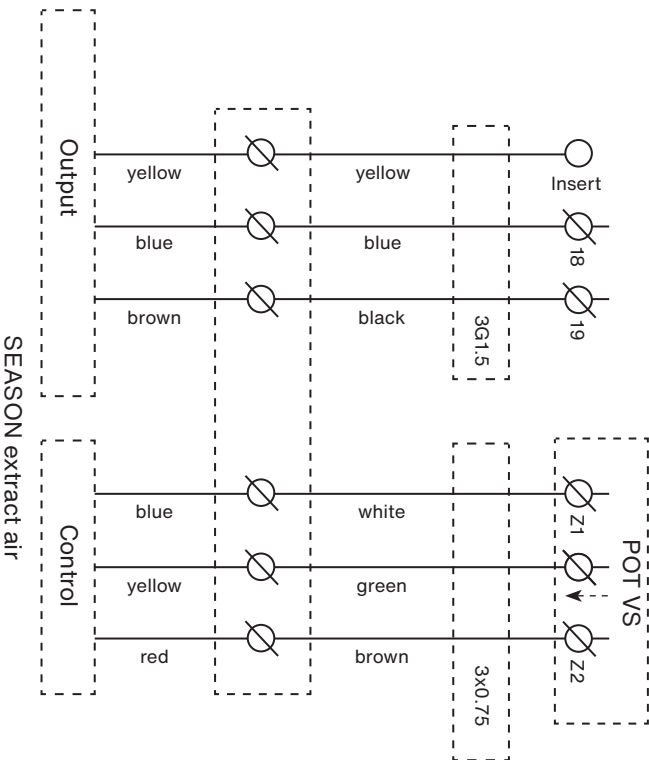 Output
yellow
yellow
Insert
blue
blue
18
brown
black
19
3G1.5
SEASON extract air
Control
blue
white
Z1
POT VS
yellow
green
red
brown
Z2
3x0.75